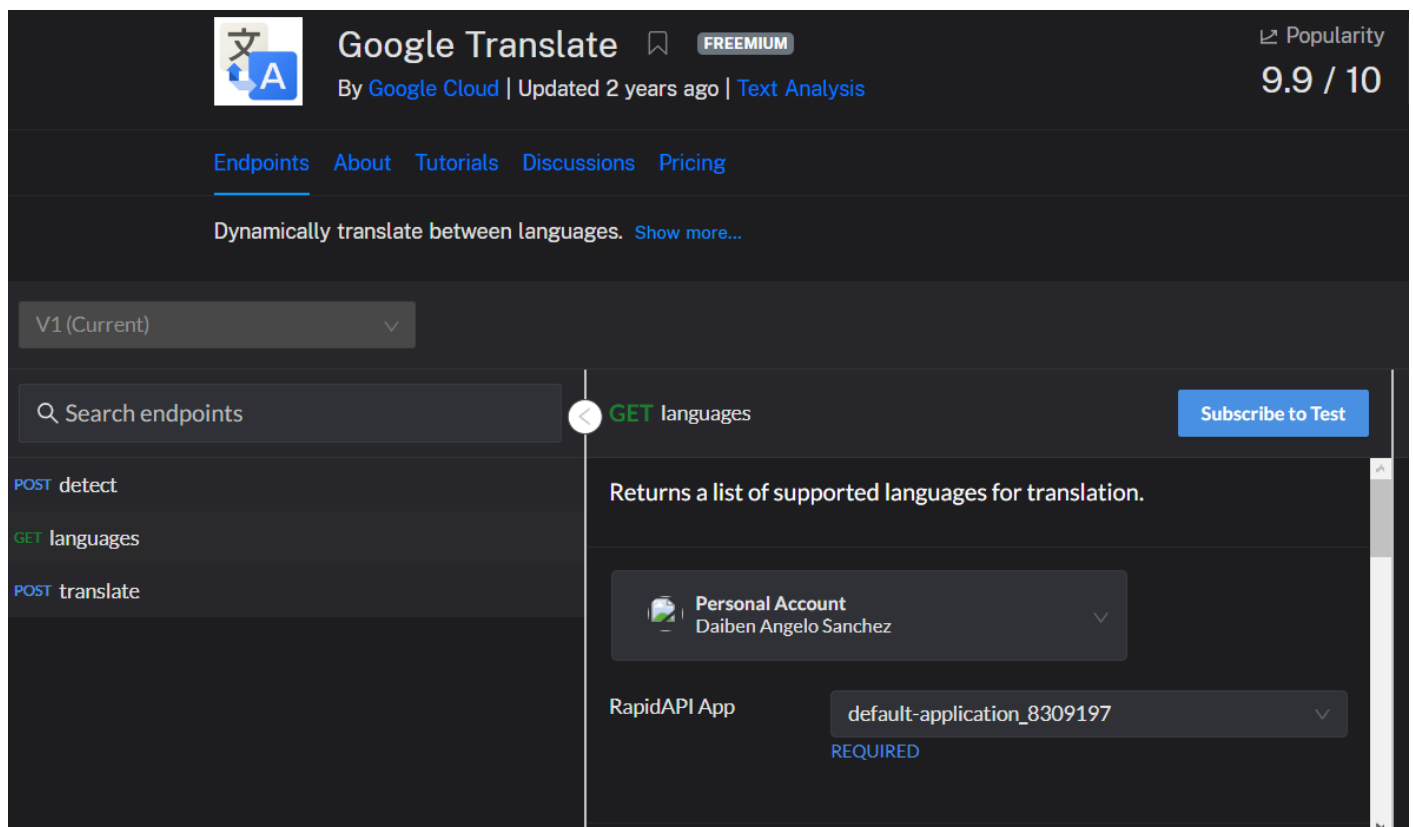 文
A
Google Translate FREEMIUM
By Google Cloud | Updated 2 years ago | Text Analysis
Popularity
9.9 / 10
Endpoints About Tutorials Discussions Pricing
Dynamically translate between languages. Show more...
V1 (Current)
Search endpoints
POST detect
GET languages
POST translate
GET languages
Subscribe to Test
Returns a list of supported languages for translation.
Personal Account
Daiben Angelo Sanchez
RapidAPI App
default-application_8309197
REQUIRED